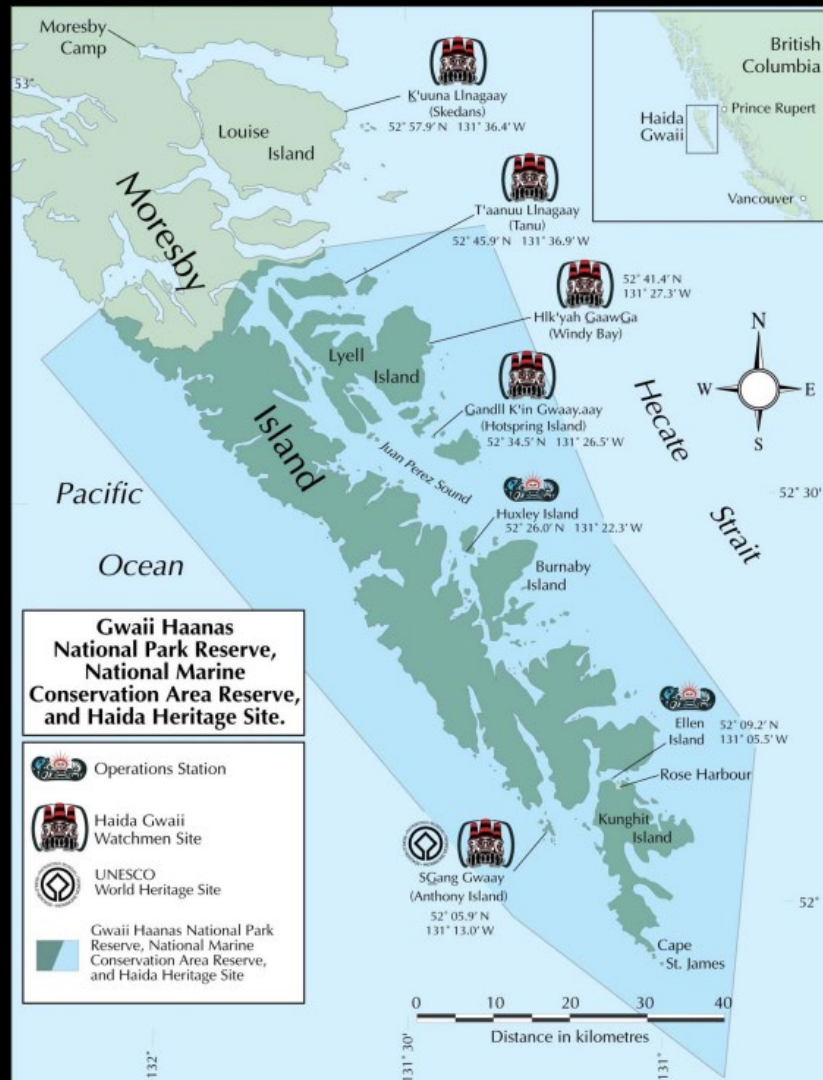 Moresby
Camp
53°
K'uuna Llnagaay
(Skedans)
52° 57.9' N   131° 36.4' W
Louise
Island
British
Columbia
Prince Rupert
Haida
Gwaii
Vancouver
Moresby
Island
T'aanuu Llnagaay
(Tanu)
52° 45.9' N   131° 36.9' W
52° 41.4' N
131° 27.3' W
Hlk'yah GaawGa
(Windy Bay)
Lyell
Island
Gandll K'in Gwaay.aay
(Hotspring Island)
52° 34.5' N   131° 26.5' W
N
W
E
S
Hecate
Strait
Juan Perez Sound
Pacific
Ocean
52° 30'
Huxley Island
52° 26.0' N   131° 22.3' W
Burnaby
Island
Gwaii Haanas
National Park Reserve,
National Marine
Conservation Area Reserve,
and Haida Heritage Site.
Ellen
Island
52° 09.2' N
131° 05.5' W
Rose Harbour
Kunghit
Island
Operations Station
Haida Gwaii
Watchmen Site
UNESCO
World Heritage Site
Gwaii Haanas National Park
Reserve, National Marine
Conservation Area Reserve,
and Haida Heritage Site
SGang Gwaay
(Anthony Island)
52° 05.9' N
131° 13.0' W
52°
Cape
St. James
0 10 20 30 40
Distance in kilometres
132°
131° 30'
131°